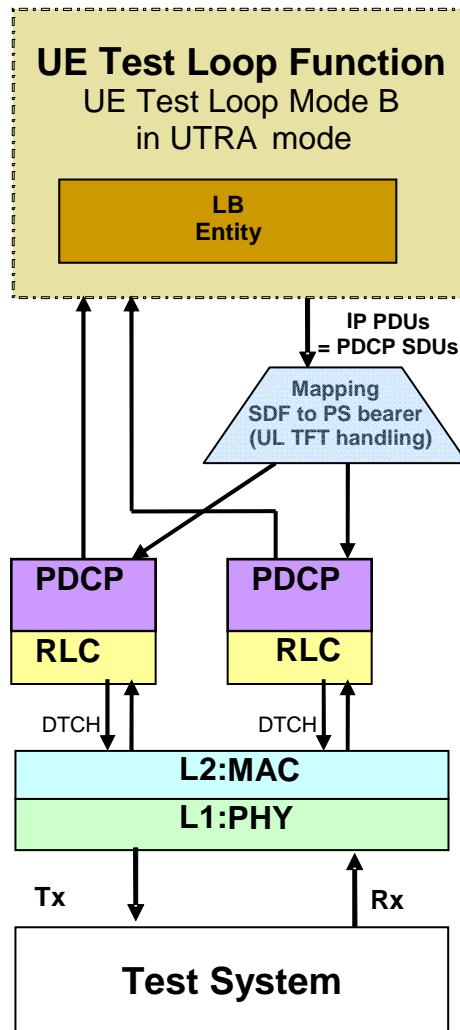 UE Test Loop Function
UE Test Loop Mode B
in UTRA mode
LB
Entity
IP PDUs
= PDCP SDUs
Mapping
SDF to PS bearer
(UL TFT handling)
PDCP
PDCP
RLC
RLC
DTCH
DTCH
L2:MAC
L1:PHY
Tx
Rx
Test System